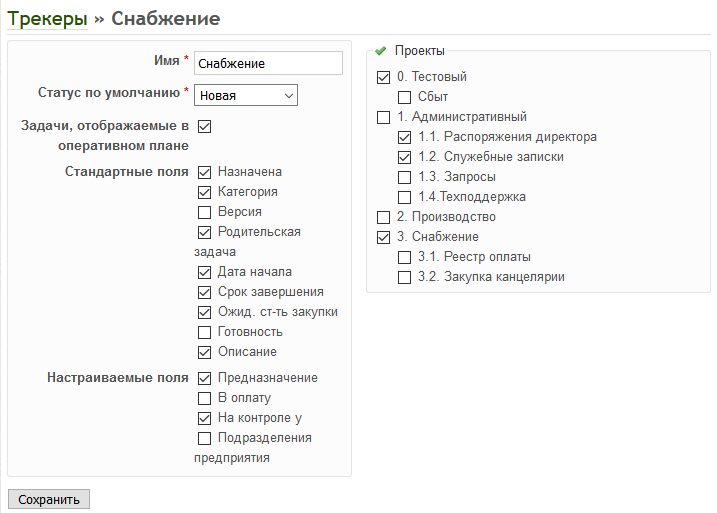 Трекеры » Снабжение
Имя *
Снабжение
Статус по умолчанию *
Новая
Задачи, отображаемые в
оперативном плане
Стандартные поля
Назначена
Категория
Версия
Родительская
задача
Дата начала
Срок завершения
Ожид. ст-ть закупки
Готовность
Описание
Настраиваемые поля
Предназначение
В оплату
На контроле у
Подразделения
предприятия
Проекты
0. Тестовый
Сбыт
1. Административный
1.1. Распоряжения директора
1.2. Служебные записки
1.3. Запросы
1.4.Техподдержка
2. Производство
3. Снабжение
3.1. Реестр оплаты
3.2. Закупка канцелярии
Сохранить